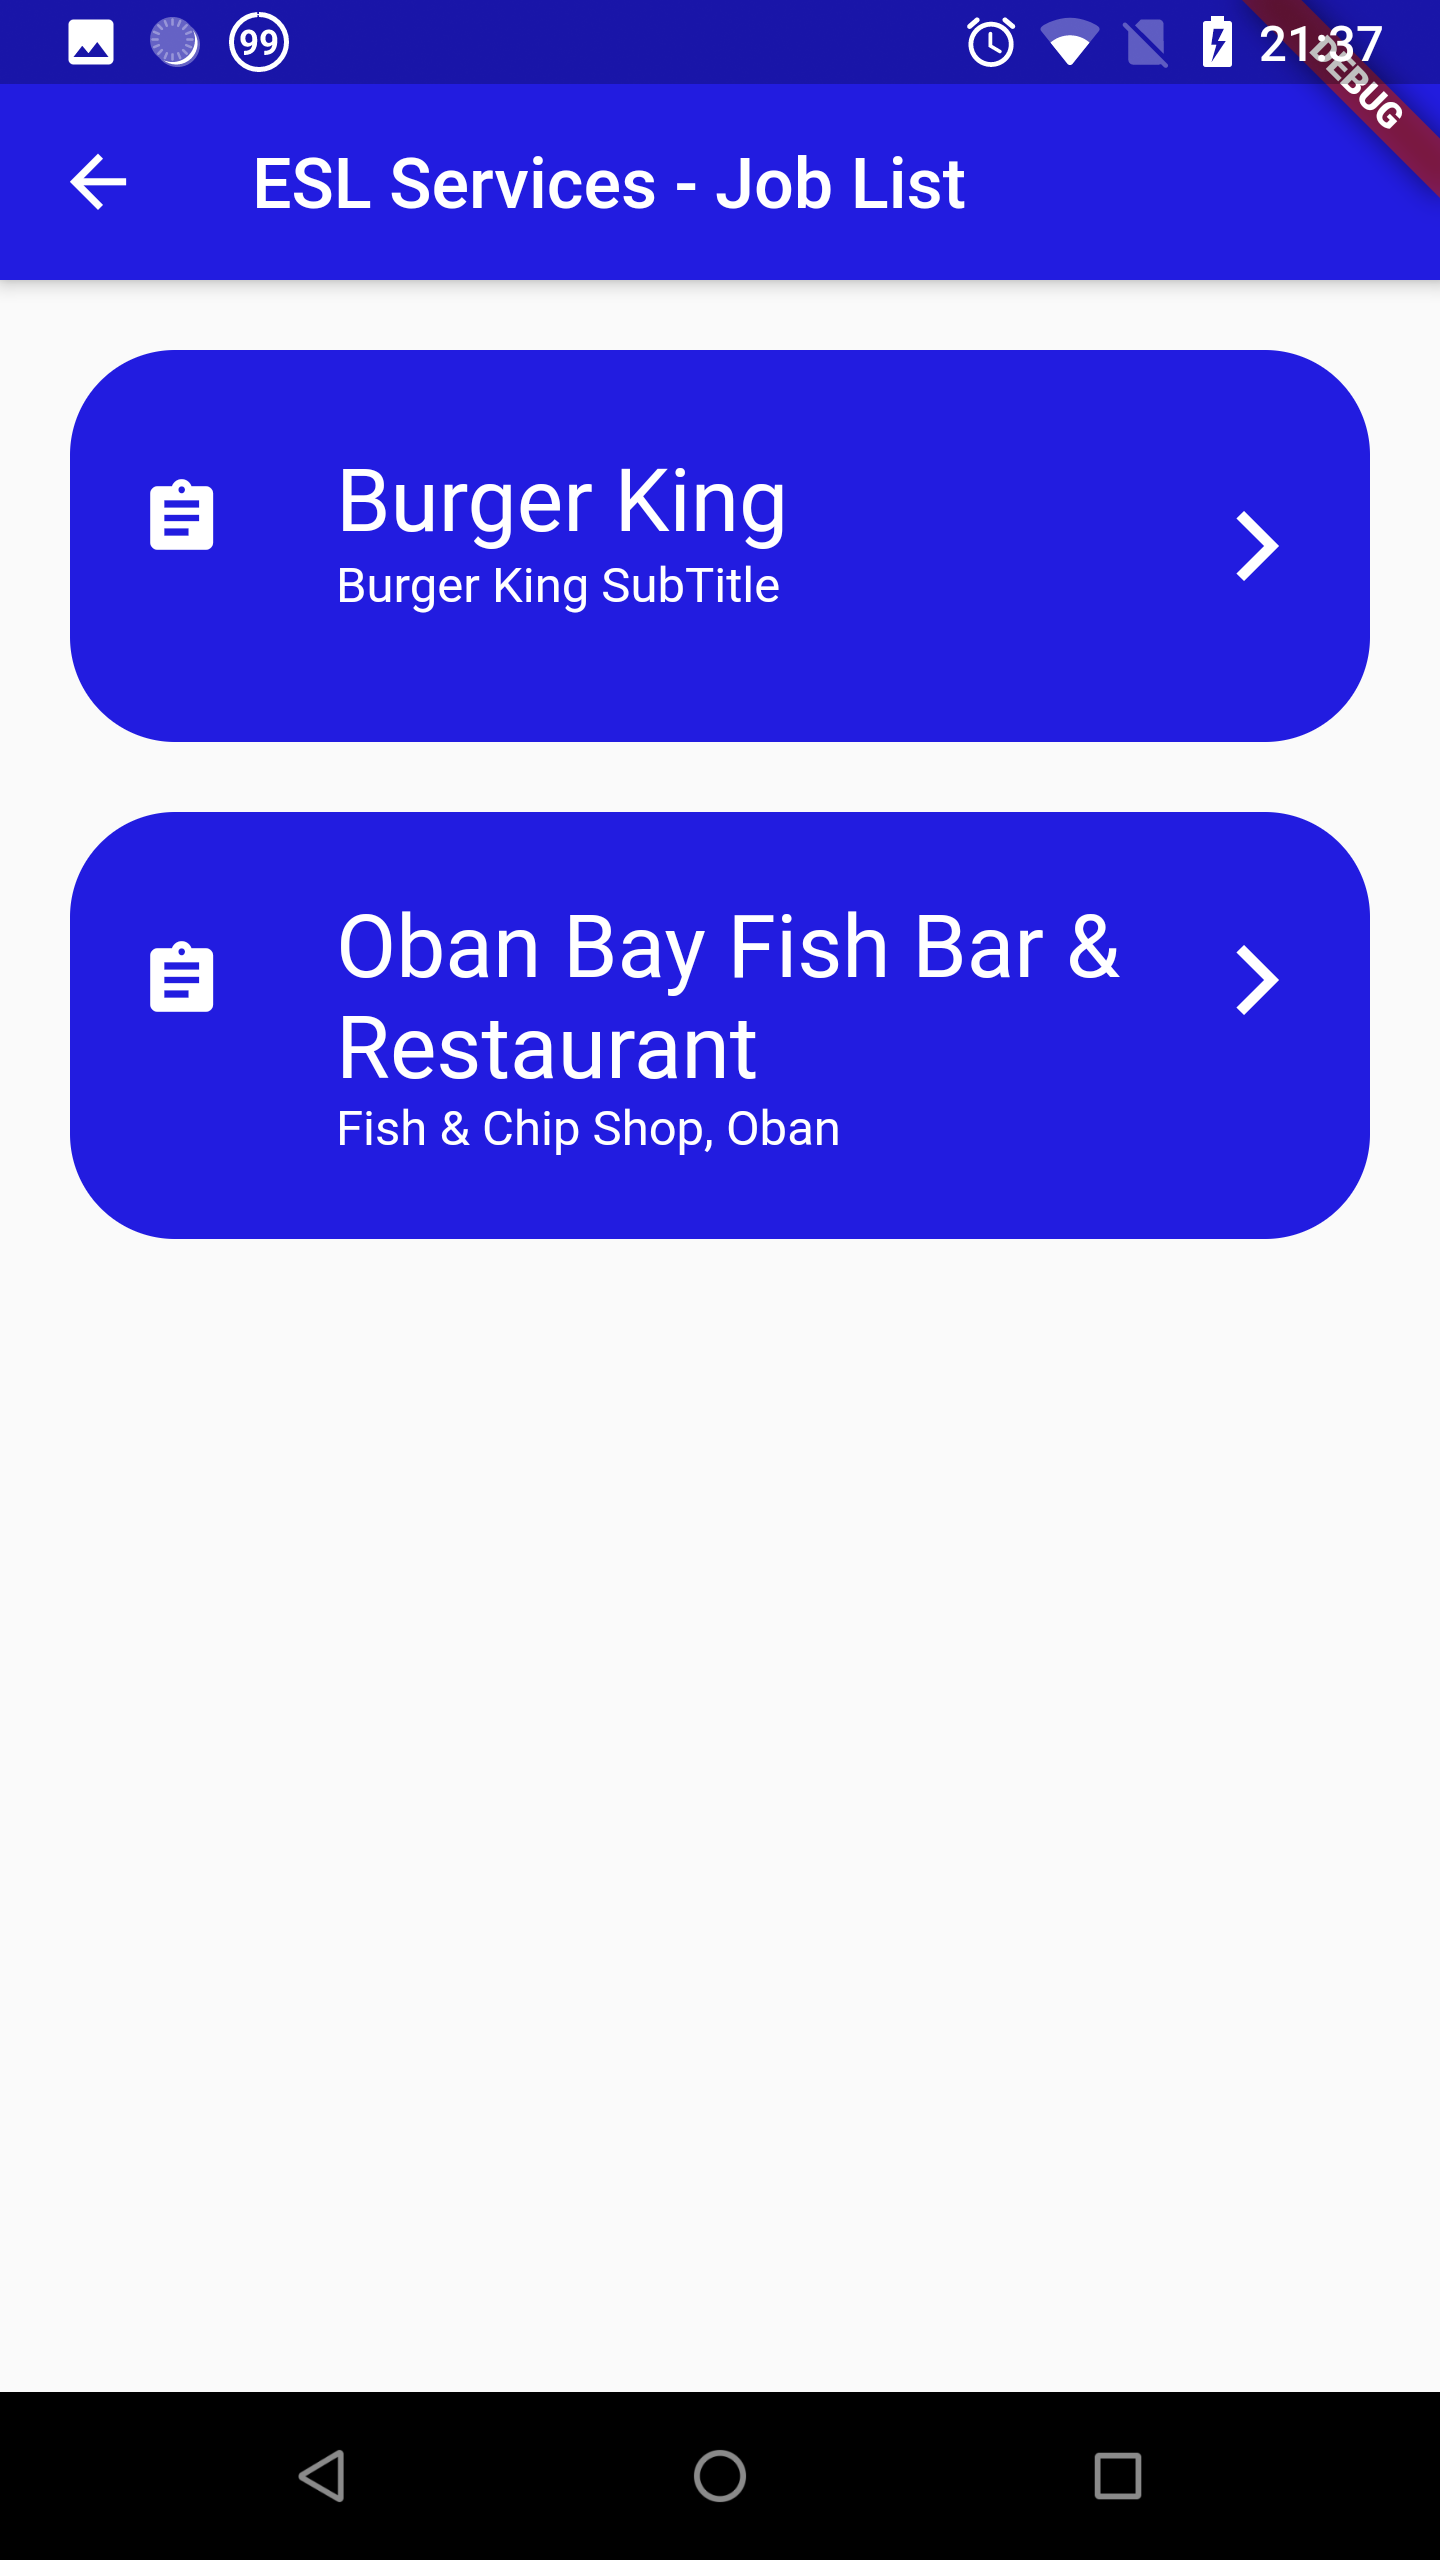 99
21:37
DEBUG
ESL Services - Job List
Burger King
Burger King SubTitle
Oban Bay Fish Bar &
Restaurant
Fish & Chip Shop, Oban